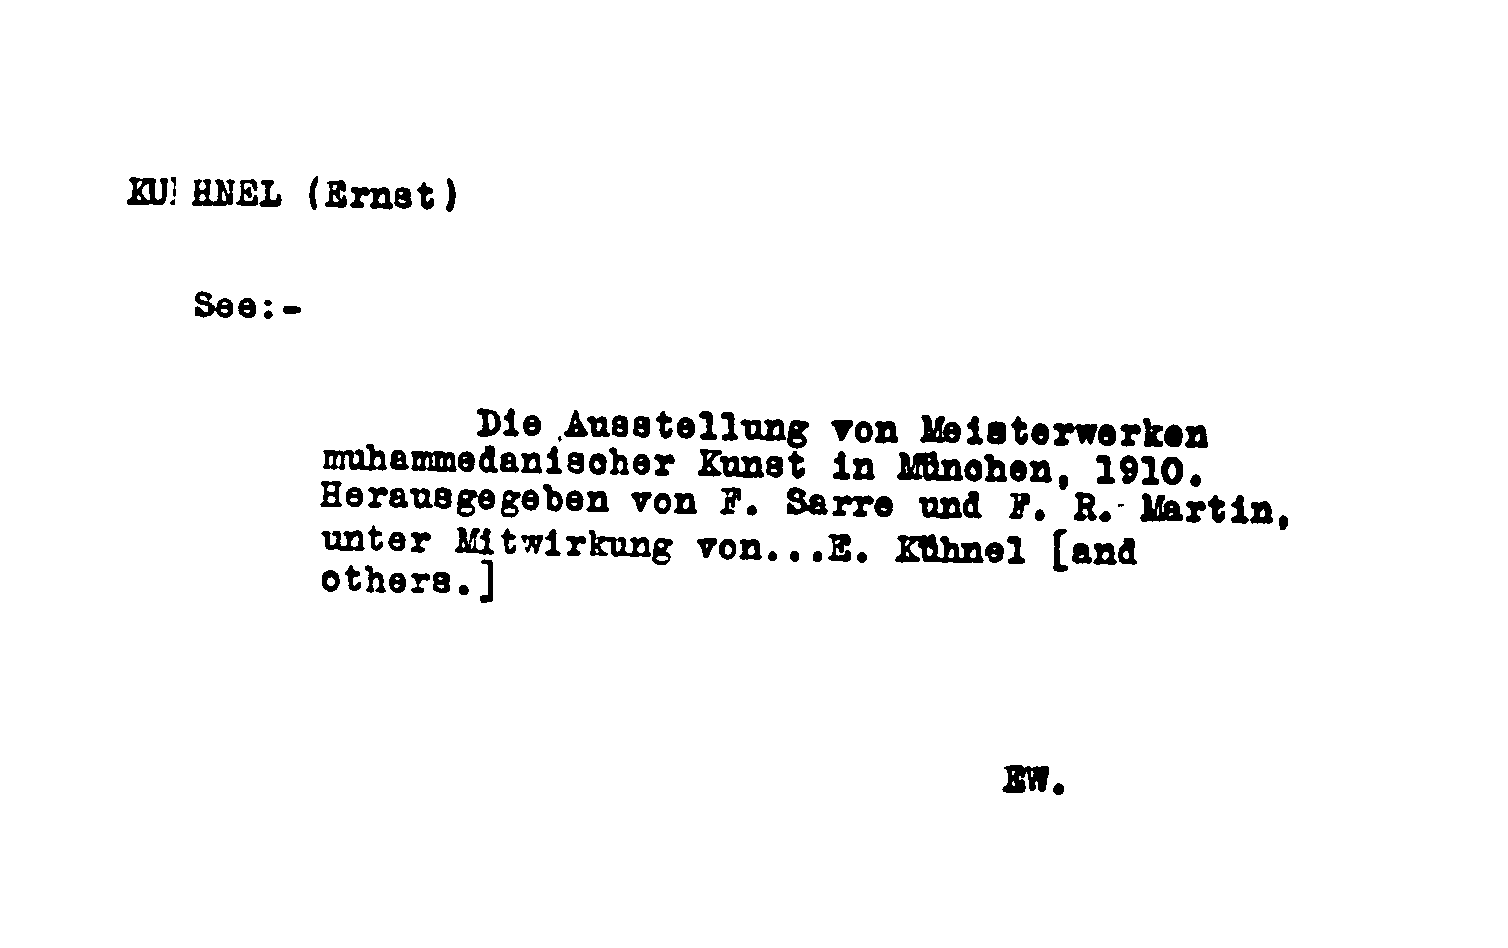 KUHNEL (Ernst)
See:-
Die Ausstellung von Meisterwerken
muhammedanischer Kunst in München, 1910.
Herausgegeben von F. Sarre und F. R. Martin,
unter Mitwirkung von...E. Kühnel [and
others.]
EW.